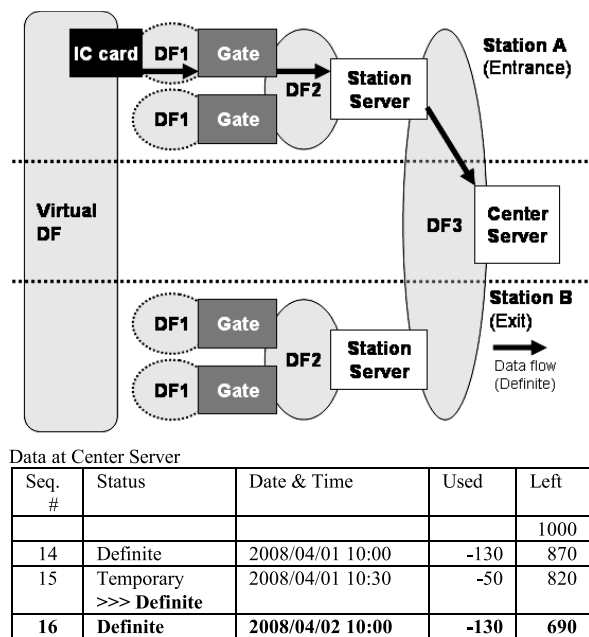 IC card
DF1
Gate
DF2
Station Server
Station A
(Entrance)
DF1
Gate
Virtual
DF
DF3
Center
Server
DF1
Gate
DF2
Station
Server
DF1
Gate
Station B
(Exit)
Data flow
(Definite)
Data at Center Server
Seq. # Status Date & Time Used Left
1000
14 Definite 2008/04/01 10:00 -130 870
15 Temporary 2008/04/01 10:30 -50 820
>>> Definite
16 Definite 2008/04/02 10:00 -130 690